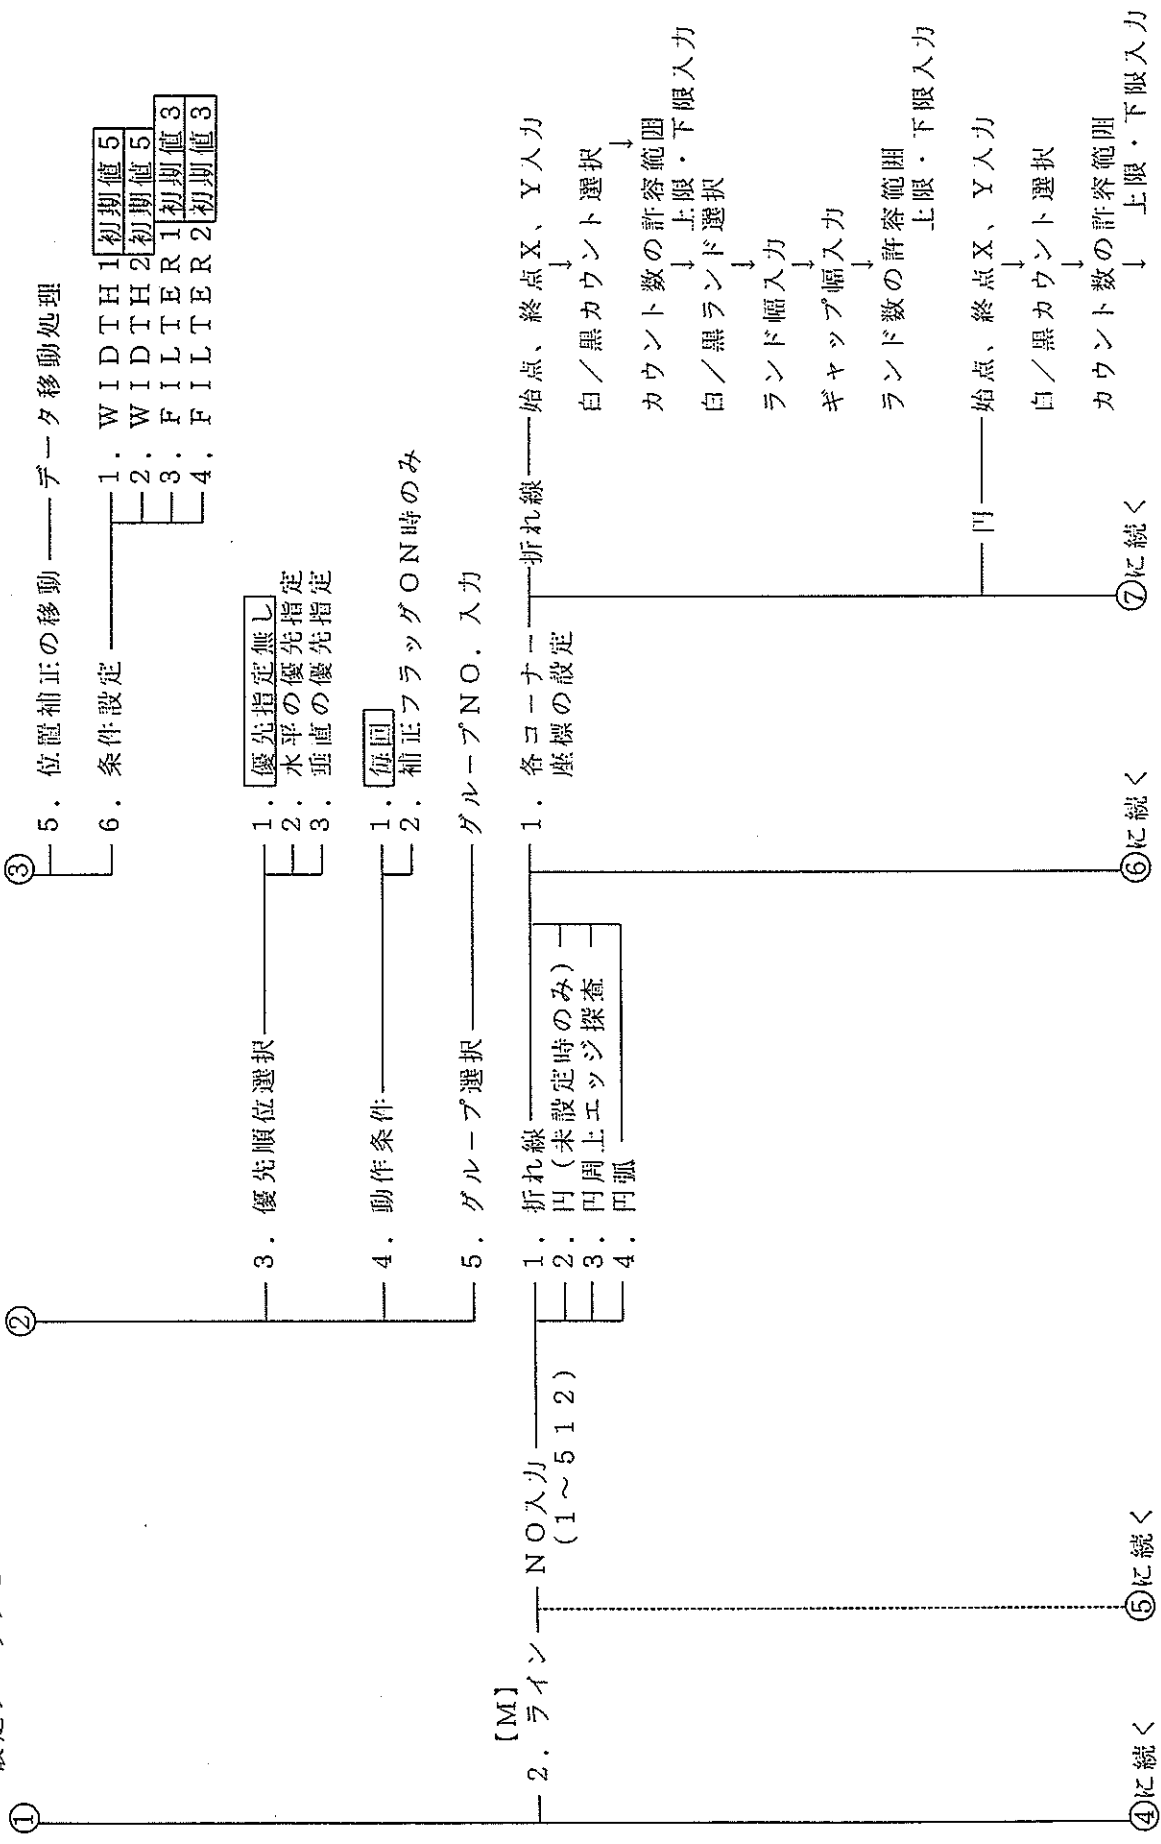 ①
②
③
5. 位置補正の移動
データ移動処理
6. 条件設定
1. WIDTH1 初期値5
2. WIDTH2 初期値5
3. FILTER1 初期値3
4. FILTER2 初期値3
3. 優先順位選択
1. 優先指定無し
2. 水平の優先指定
3. 垂直の優先指定
4. 動作条件
1. 毎回
2. 補正フラッグON時のみ
5. グループ選択
グループNO. 入力
【M】
2. ライン
NO入力
(1~512)
1. 折れ線
2. 円(未設定時のみ)
3. 円周上エッジ探査
4. 円弧
1. 各コーナー
座標の設定
折れ線
始点、終点X、Y入力
↓
白/黒カウント選択
↓
カウント数の許容範囲
上限・下限入力
↓
白/黒ランド選択
↓
ランド幅入力
↓
ギャップ幅入力
↓
ランド数の許容範囲
上限・下限入力
円
始点、終点X、Y入力
↓
白/黒カウント選択
↓
カウント数の許容範囲
上限・下限入力
↓
④に続く
⑤に続く
⑥に続く
⑦に続く